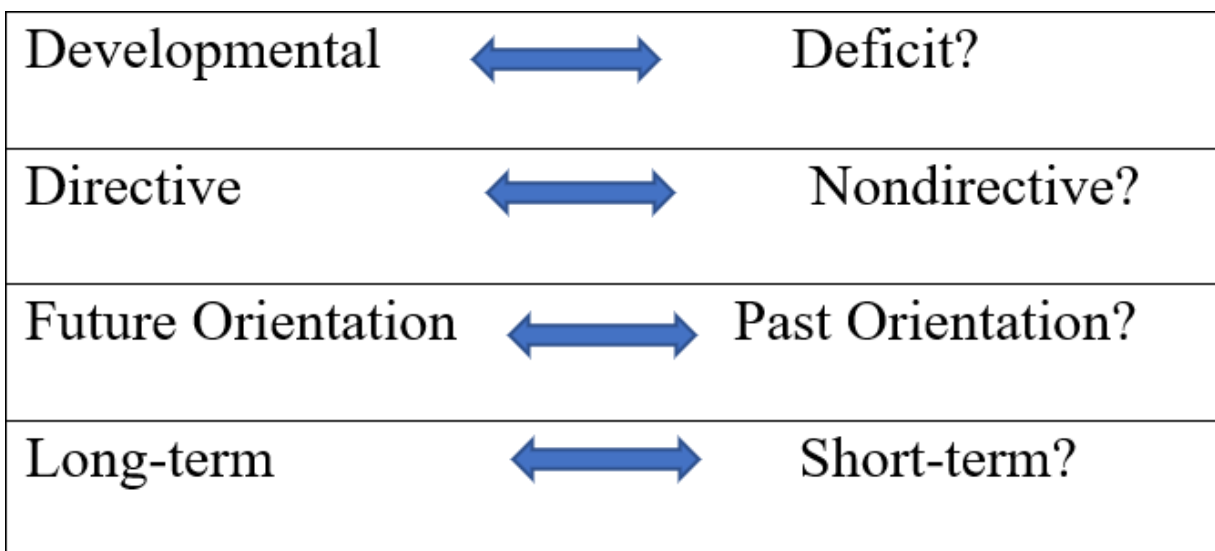 Developmental Deficit?
Directive Nondirective?
Future Orientation Past Orientation?
Long-term Short-term?